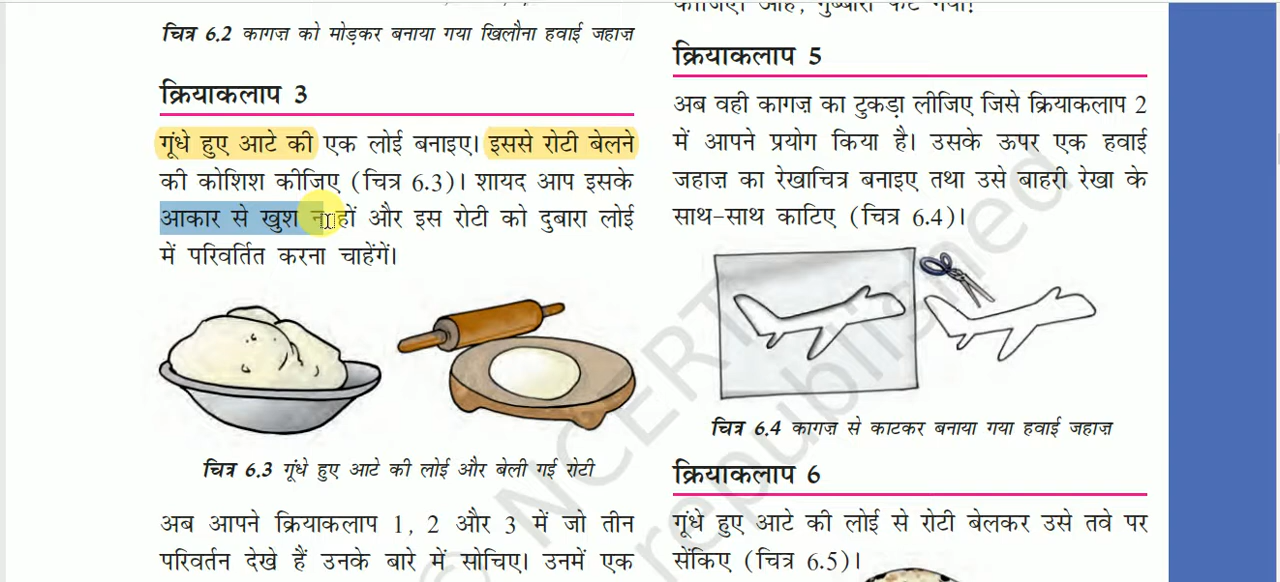 चित्र 6.2 कागज़ को मोड़कर बनाया गया खिलौना हवाई जहाज़
क्रियाकलाप 3
गूंधे हुए आटे की एक लोई बनाइए। इससे रोटी बेलने
की कोशिश कीजिए (चित्र 6.3)। शायद आप इसके
आकार से खुश न हों और इस रोटी को दुबारा लोई
में परिवर्तित करना चाहेंगें।
चित्र 6.3 गूंधे हुए आटे की लोई और बेली गई रोटी
अब आपने क्रियाकलाप 1, 2 और 3 में जो तीन
परिवर्तन देखे हैं उनके बारे में सोचिए। उनमें एक
क्रियाकलाप 5
अब वही कागज़ का टुकड़ा लीजिए जिसे क्रियाकलाप 2
में आपने प्रयोग किया है। उसके ऊपर एक हवाई
जहाज़ का रेखाचित्र बनाइए तथा उसे बाहरी रेखा के
साथ-साथ काटिए (चित्र 6.4)।
चित्र 6.4 कागज़ से काटकर बनाया गया हवाई जहाज़
क्रियाकलाप 6
गूंधे हुए आटे की लोई से रोटी बेलकर उसे तवे पर
सेंकिए (चित्र 6.5)।
© NCERT
republished